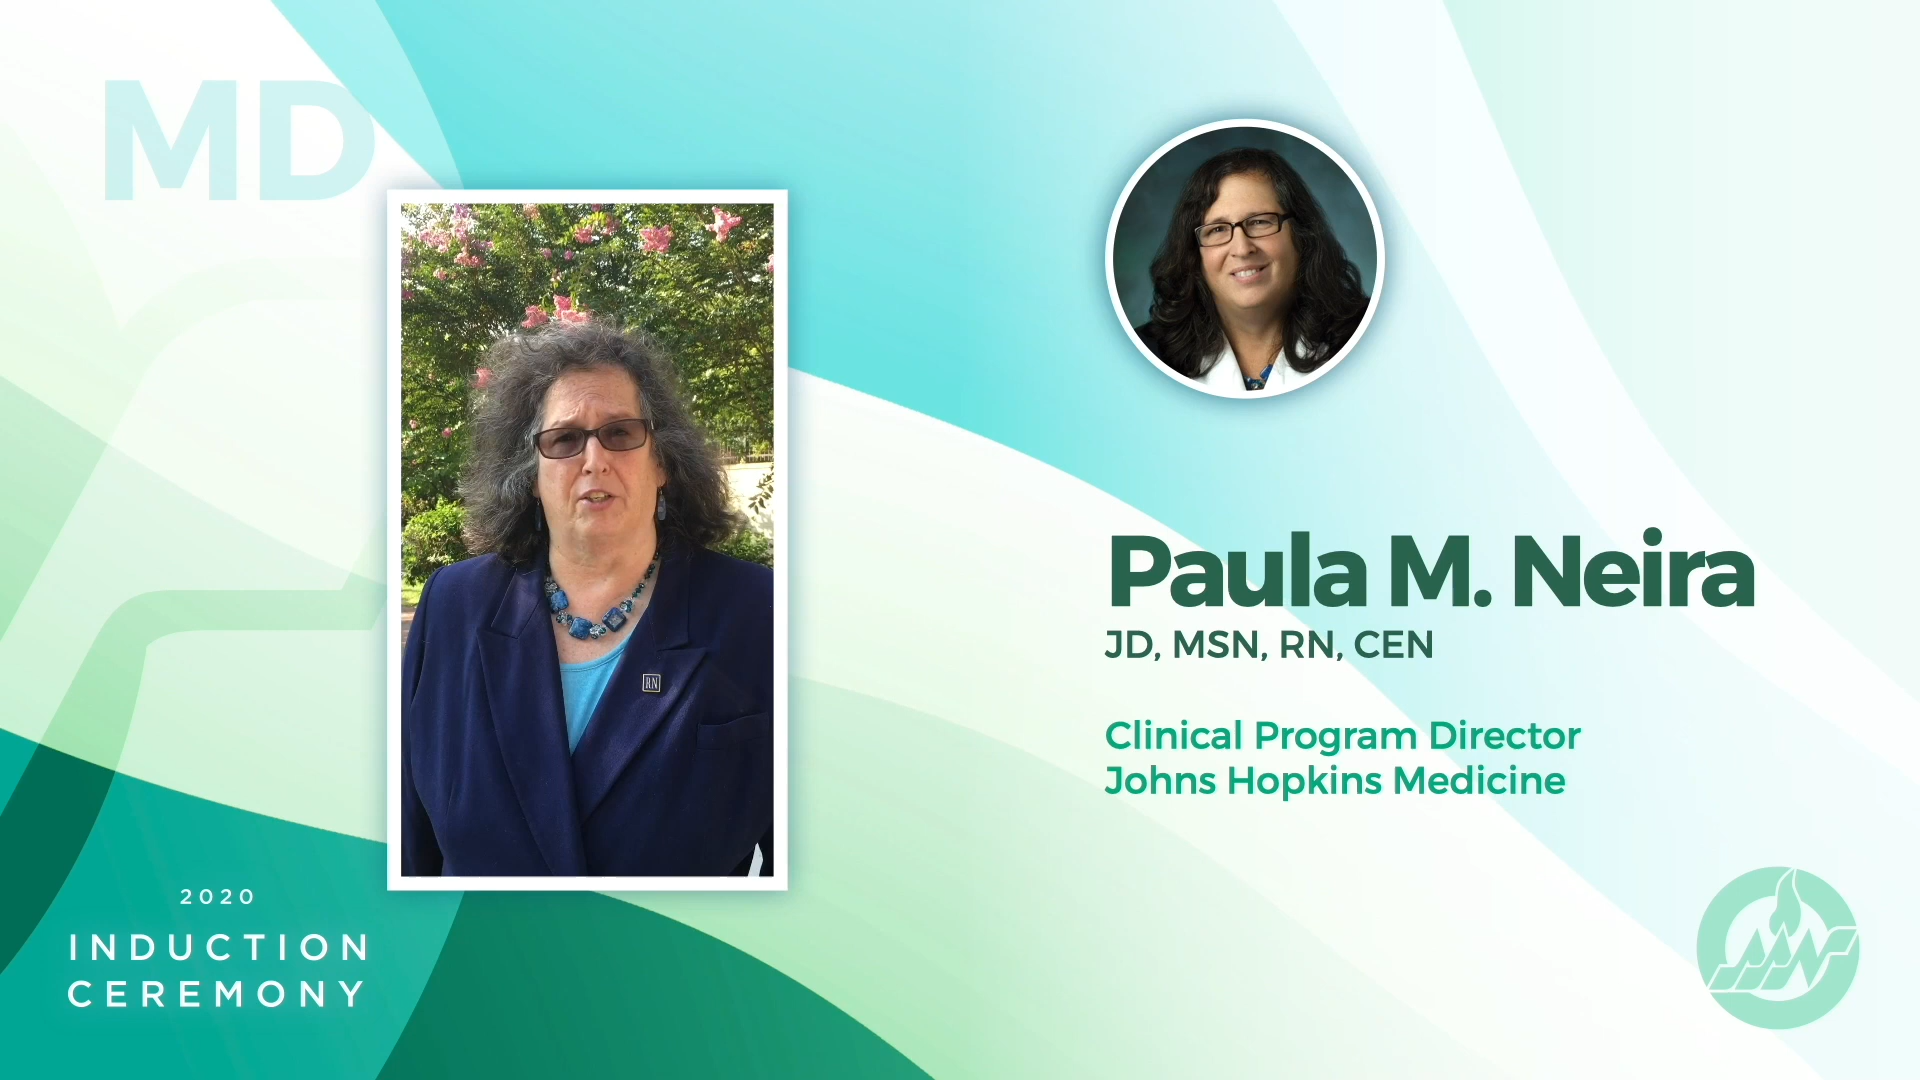 MD
Paula M. Neira
JD, MSN, RN, CEN
Clinical Program Director
Johns Hopkins Medicine
RN
2020
INDUCTION
CEREMONY